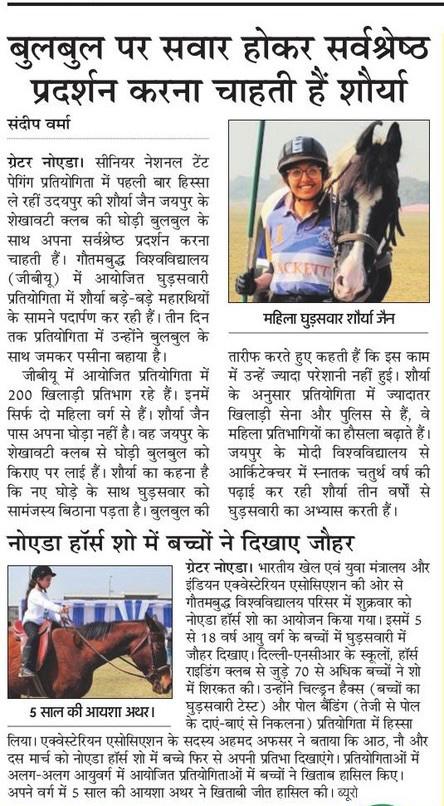 बुलबुल पर सवार होकर सर्वश्रेष्ठ
प्रदर्शन करना चाहती हैं शौर्या
संदीप वर्मा
ग्रेटर नोएडा। सीनियर नेशनल टेंट
पेगिंग प्रतियोगिता में पहली बार हिस्सा
ले रहीं उदयपुर की शौर्या जैन जयपुर के
शेखावटी क्लब की घोड़ी बुलबुल के
साथ अपना सर्वश्रेष्ठ प्रदर्शन करना
चाहती हैं। गौतमबुद्ध विश्वविद्यालय
(जीबीयू) में आयोजित घुड़सवारी
प्रतियोगिता में शौर्या बड़े-बड़े महारथियों
के सामने पदार्पण कर रही हैं। तीन दिन
तक प्रतियोगिता में उन्होंने बुलबुल के
साथ जमकर पसीना बहाया है।
जीबीयू में आयोजित प्रतियोगिता में
200 खिलाड़ी प्रतिभाग रहे हैं। इनमें
सिर्फ दो महिला वर्ग से हैं। शौर्या जैन
पास अपना घोड़ा नहीं है। वह जयपुर के
शेखावटी क्लब से घोड़ी बुलबुल को
किराए पर लाई हैं। शौर्या का कहना है
कि नए घोड़े के साथ घुड़सवार को
सामंजस्य बिठाना पड़ता है। बुलबुल की
ACKETT
महिला घुड़सवार शौर्या जैन
तारीफ करते हुए कहती हैं कि इस काम
में उन्हें ज्यादा परेशानी नहीं हुई। शौर्या
के अनुसार प्रतियोगिता में ज्यादातर
खिलाड़ी सेना और पुलिस से हैं, वे
महिला प्रतिभागियों का हौसला बढ़ाते हैं।
जयपुर के मोदी विश्वविद्यालय से
आर्किटेक्चर में स्नातक चतुर्थ वर्ष की
पढ़ाई कर रही शौर्या तीन वर्षों से
घुड़सवारी का अभ्यास करती हैं।
नोएडा हॉर्स शो में बच्चों ने दिखाए जौहर
5 साल की आयशा अथर।
ग्रेटर नोएडा। भारतीय खेल एवं युवा मंत्रालय और
इंडियन एक्वेस्टेरियन एसोसिएशन की ओर से
गौतमबुद्ध विश्वविद्यालय परिसर में शुक्रवार को
नोएडा हॉर्स शो का आयोजन किया गया। इसमें 5
से 18 वर्ष आयु वर्ग के बच्चों में घुड़सवारी में
जौहर दिखाए। दिल्ली-एनसीआर के स्कूलों, हॉर्स
राइडिंग क्लब से जुड़े 70 से अधिक बच्चों ने शो
में शिरकत की। उन्होंने चिल्ड्रन हैक्स (बच्चों का
घुड़सवारी टेस्ट) और पोल बैंडिंग (तेजी से पोल
के दाएं-बाएं से निकलना) प्रतियोगिता में हिस्सा
लिया। एक्वेस्टेरियन एसोसिएशन के सदस्य अहमद अफसर ने बताया कि आठ, नौ और
दस मार्च को नोएडा हॉर्स शो में बच्चे फिर से अपनी प्रतिभा दिखाएंगे। प्रतियोगिताओं में
अलग-अलग आयुवर्ग में आयोजित प्रतियोगिताओं में बच्चों ने खिताब हासिल किए।
अपने वर्ग में 5 साल की आयशा अथर ने खिताबी जीत हासिल की। ब्यूरो